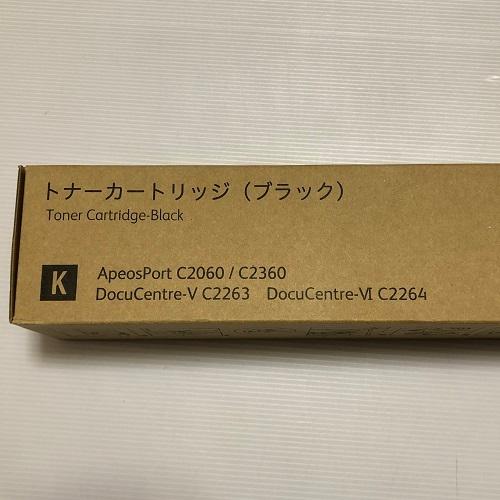 トナーカートリッジ（ブラック）
Toner Cartridge-Black
K
ApeosPort C2060 / C2360
DocuCentre-V C2263 DocuCentre-Ⅵ C2264